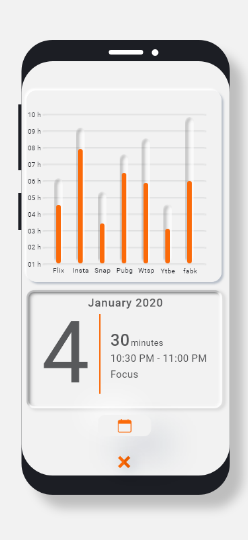 10 h
09 h
08 h
07 h
06 h
05 h
04 h
03 h
02 h
01 h
Flix Insta Snap Pubg Wtsp Ytbe fabk
January 2020
4
30 minutes
10:30 PM - 11:00 PM
Focus